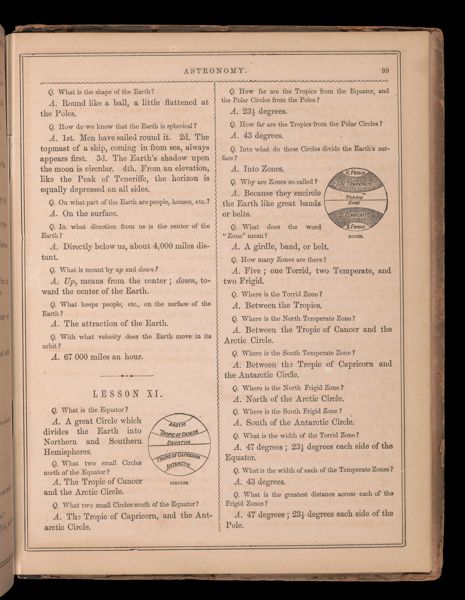 ASTRONOMY.
99
Q. What is the shape of the Earth?
A. Round like a ball, a little flattened at
the Poles.
Q. How do we know that the Earth is spherical?
A. 1st. Men have sailed round it. 2d. The
topmast of a ship, coming in from sea, always
appears first. 3d. The Earth's shadow upon
the moon is circular. 4th. From an elevation,
like the Peak of Teneriffe, the horizon is
equally depressed on all sides.
Q. On what part of the Earth are people, houses, etc.?
A. On the surface.
Q. In what direction from us is the centre of the
Earth?
A. Directly below us, about 4,000 miles dis-
tant.
Q. What is meant by up and down?
A. Up, means from the center; down, to-
ward the center of the Earth.
Q. What keeps people, etc., on the surface of the
Earth?
A. The attraction of the Earth.
Q. With what velocity does the Earth move in its
orbit?
A. 67 000 miles an hour.
LESSON XI.
Q. What is the Equator?
A. A great Circle which
divides the Earth into
Northern and Southern
Hemispheres.
Q. What two small Circles
north of the Equator?
A. The Tropic of Cancer
and the Arctic Circle.
ARCTIC
TROPIC OF CANCER
EQUATOR
TROPIC OF CAPRICORN
ANTARCTIC
CIRCLES.
Q. What two small Circles south of the Equator?
A. The Tropic of Capricorn, and the Ant-
arctic Circle.
Q. How far are the Tropics from the Equator, and
the Polar Circles from the Poles?
A. 23½ degrees.
Q. How far are the Tropics from the Polar Circles?
A. 43 degrees.
Q. Into what do these Circles divide the Earth's sur-
face?
A. Into Zones.
Q. Why are Zones so called?
A. Because they encircle
the Earth like great bands
or belts.
Q. What does the word
"Zone" mean?
N. FRIGID
N. TEMPERATE
TORRID
ZONE
S. TEMPERATE
S. FRIGID
ZONES.
A. A girdle, band, or belt.
Q. How many Zones are there?
A. Five; one Torrid, two Temperate, and
two Frigid.
Q. Where is the Torrid Zone?
A. Between the Tropics.
Q. Where is the North Temperate Zone?
A. Between the Tropic of Cancer and the
Arctic Circle.
Q. Where is the South Temperate Zone?
A. Between the Tropic of Capricorn and
the Antarctic Circle.
Q. Where is the North Frigid Zone?
A. North of the Arctic Circle.
Q. Where is the South Frigid Zone?
A. South of the Antarctic Circle.
Q. What is the width of the Torrid Zone?
A. 47 degrees; 23½ degrees each side of the
Equator.
Q. What is the width of each of the Temperate Zones?
A. 43 degrees.
Q. What is the greatest distance across each of the
Frigid Zones?
A. 47 degrees; 23½ degrees each side of the
Pole.